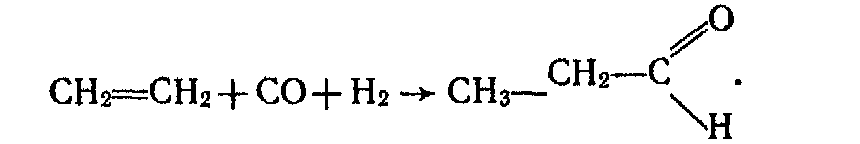 O
CH₂=CH₂+CO+H₂→CH₃—CH₂—C
H
.